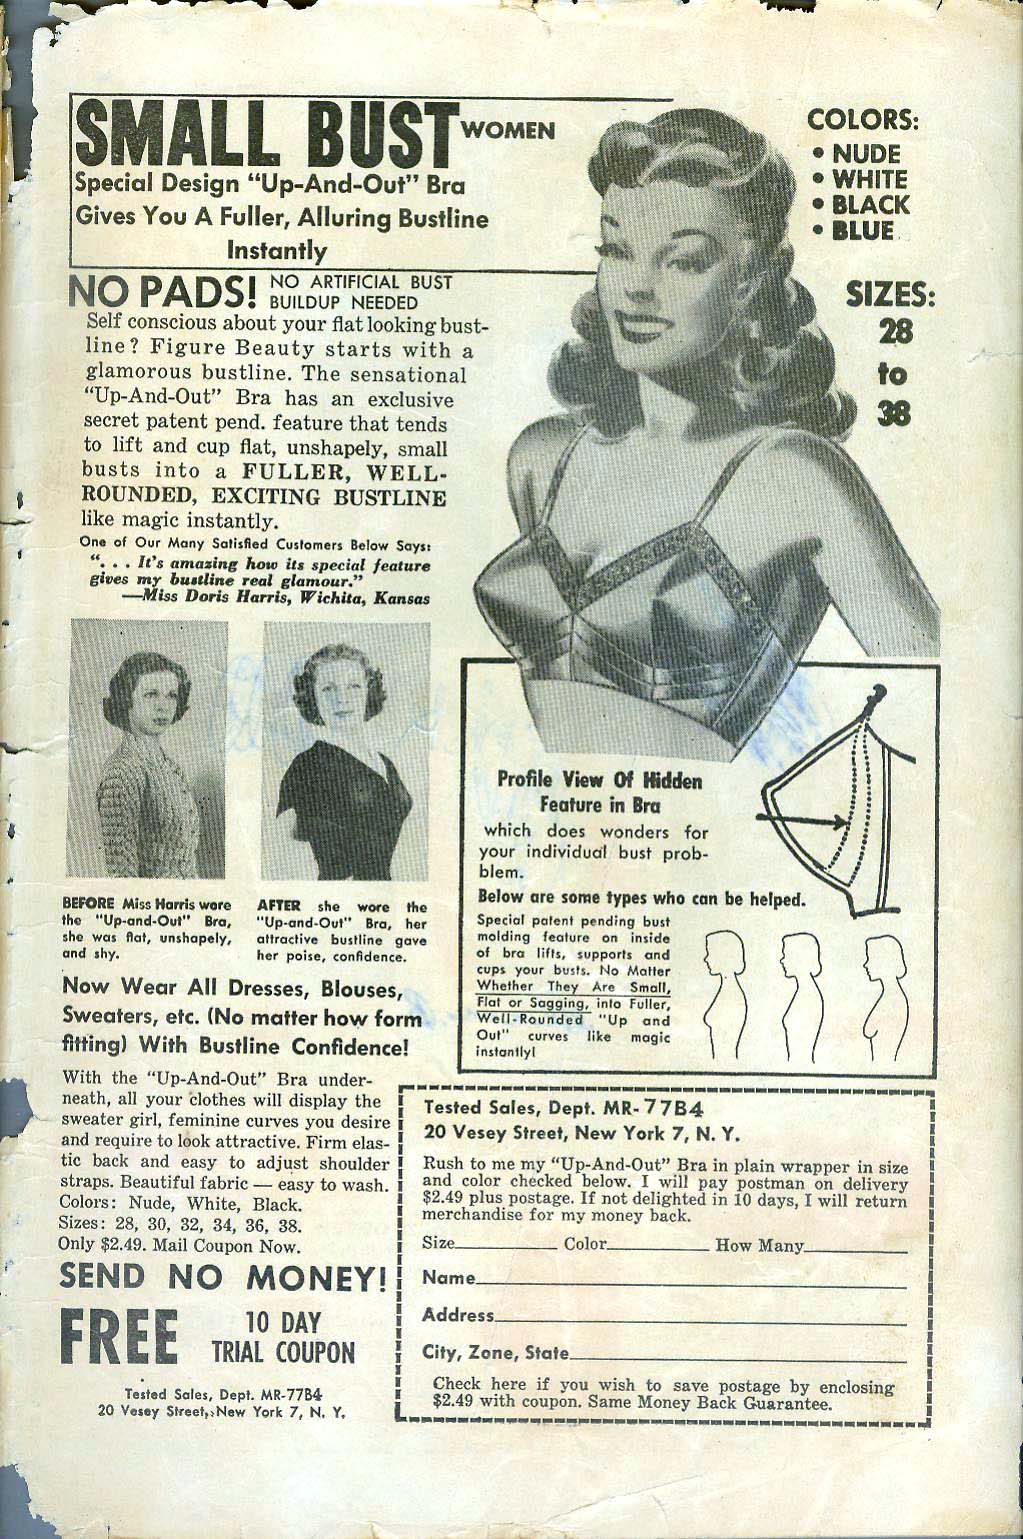 SMALL BUST WOMEN
Special Design "Up-And-Out" Bra
Gives You A Fuller, Alluring Bustline
Instantly
NO PADS! NO ARTIFICIAL BUST
BUILDUP NEEDED
Self conscious about your flat looking bust-
line? Figure Beauty starts with a
glamorous bustline. The sensational
"Up-And-Out" Bra has an exclusive
secret patent pend. feature that tends
to lift and cup flat, unshapely, small
busts into a FULLER, WELL-
ROUNDED, EXCITING BUSTLINE
like magic instantly.
One of Our Many Satisfied Customers Below Says:
". . . It's amazing how its special feature
gives my bustline real glamour."
—Miss Doris Harris, Wichita, Kansas
COLORS:
• NUDE
• WHITE
• BLACK
• BLUE
SIZES:
28
to
38
BEFORE Miss Harris wore
the "Up-and-Out" Bra,
she was flat, unshapely,
and shy.
AFTER she wore the
"Up-and-Out" Bra, her
attractive bustline gave
her poise, confidence.
Profile View Of Hidden
Feature in Bra
which does wonders for
your individual bust prob-
blem.
Below are some types who can be helped.
Special patent pending bust
molding feature on inside
of bra lifts, supports and
cups your busts. No Matter
Whether They Are Small,
Flat or Sagging, into Fuller,
Well-Rounded "Up and
Out" curves like magic
instantly!
Now Wear All Dresses, Blouses,
Sweaters, etc. (No matter how form
fitting) With Bustline Confidence!
With the "Up-And-Out" Bra under-
neath, all your clothes will display the
sweater girl, feminine curves you desire
and require to look attractive. Firm elas-
tic back and easy to adjust shoulder
straps. Beautiful fabric — easy to wash.
Colors: Nude, White, Black.
Sizes: 28, 30, 32, 34, 36, 38.
Only $2.49. Mail Coupon Now.
SEND NO MONEY!
FREE 10 DAY
TRIAL COUPON
Tested Sales, Dept. MR-77B4
20 Vesey Street, New York 7, N. Y.
Tested Sales, Dept. MR-77B4
20 Vesey Street, New York 7, N. Y.
Rush to me my "Up-And-Out" Bra in plain wrapper in size
and color checked below. I will pay postman on delivery
$2.49 plus postage. If not delighted in 10 days, I will return
merchandise for my money back.
Size Color How Many
Name
Address
City, Zone, State
Check here if you wish to save postage by enclosing
$2.49 with coupon. Same Money Back Guarantee.